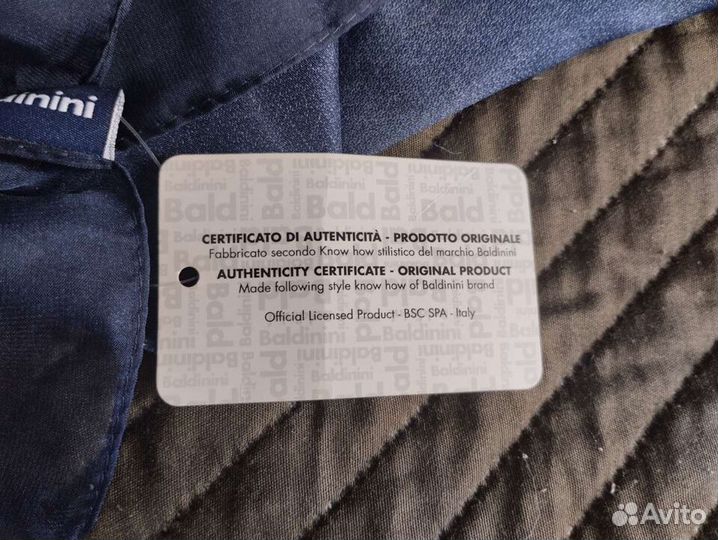 ldinini
CERTIFICATO DI AUTENTICITÀ - PRODOTTO ORIGINALE
Fabbricato secondo Know how stilistico del marchio Baldinini
AUTHENTICITY CERTIFICATE - ORIGINAL PRODUCT
Made following style know how of Baldinini brand
Official Licensed Product - BSC SPA - Italy
Avito